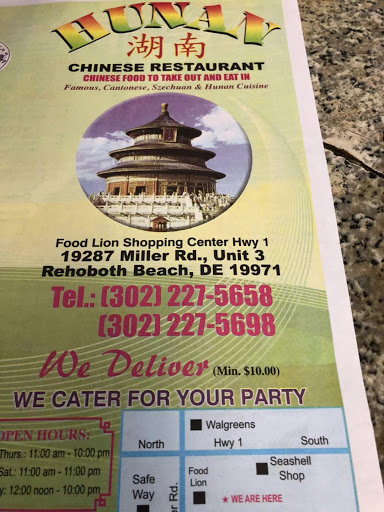 HUNAN
湖南
CHINESE RESTAURANT
CHINESE FOOD TO TAKE OUT AND EAT IN
Famous, Cantonese, Szechuan & Hunan Cuisine
Food Lion Shopping Center Hwy 1
19287 Miller Rd., Unit 3
Rehoboth Beach, DE 19971
Tel.: (302) 227-5658
(302) 227-5698
We Deliver (Min. $10.00)
WE CATER FOR YOUR PARTY
OPEN HOURS:
Thurs.: 11:00 am - 10:00 pm
Sat.: 11:00 am - 11:00 pm
y: 12:00 noon - 10:00 pm
Walgreens
North Hwy 1 South
Safe
Way
er Rd.
Food
Lion
Seashell
Shop
★ WE ARE HERE